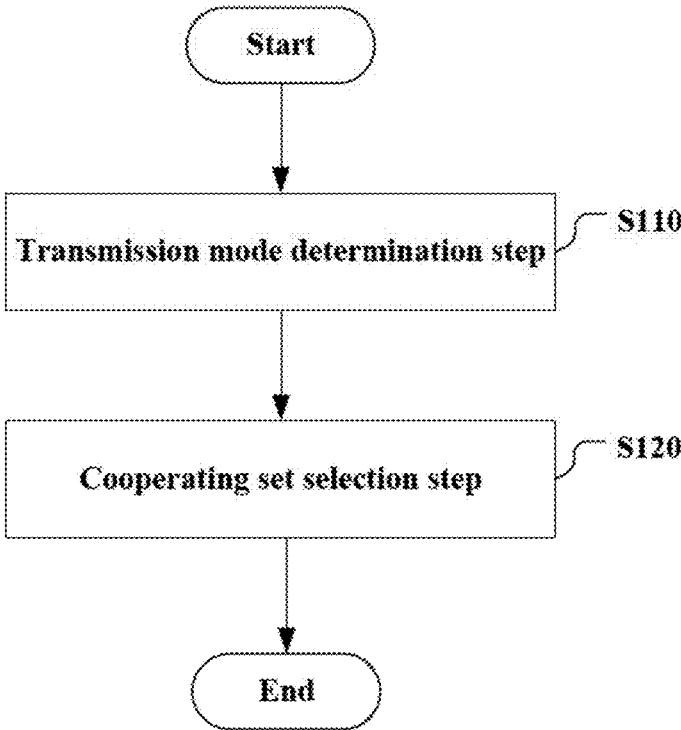 Start
Transmission mode determination step
S110
Cooperating set selection step
S120
End